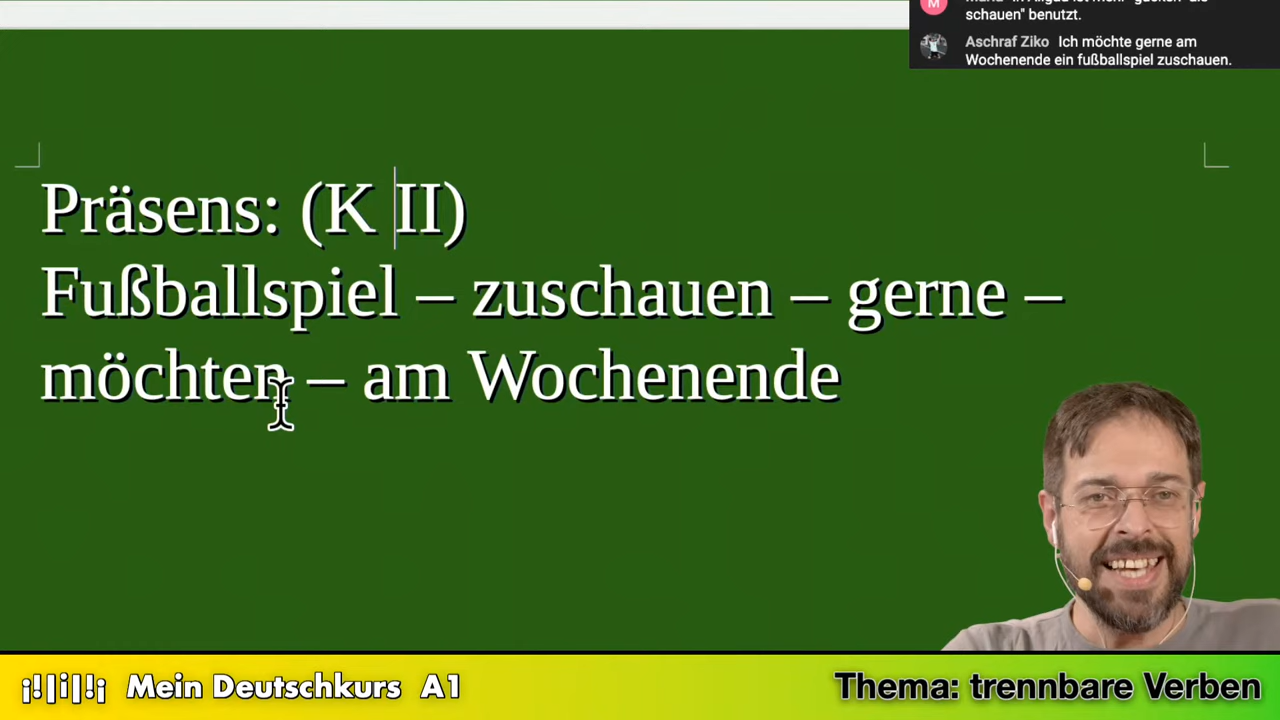 schauen" benutzt.
Aschraf Ziko Ich möchte gerne am
Wochenende ein fußballspiel zuschauen.
Präsens: (K II)
Fußballspiel – zuschauen – gerne –
möchten – am Wochenende
Mein Deutschkurs A1
Thema: trennbare Verben